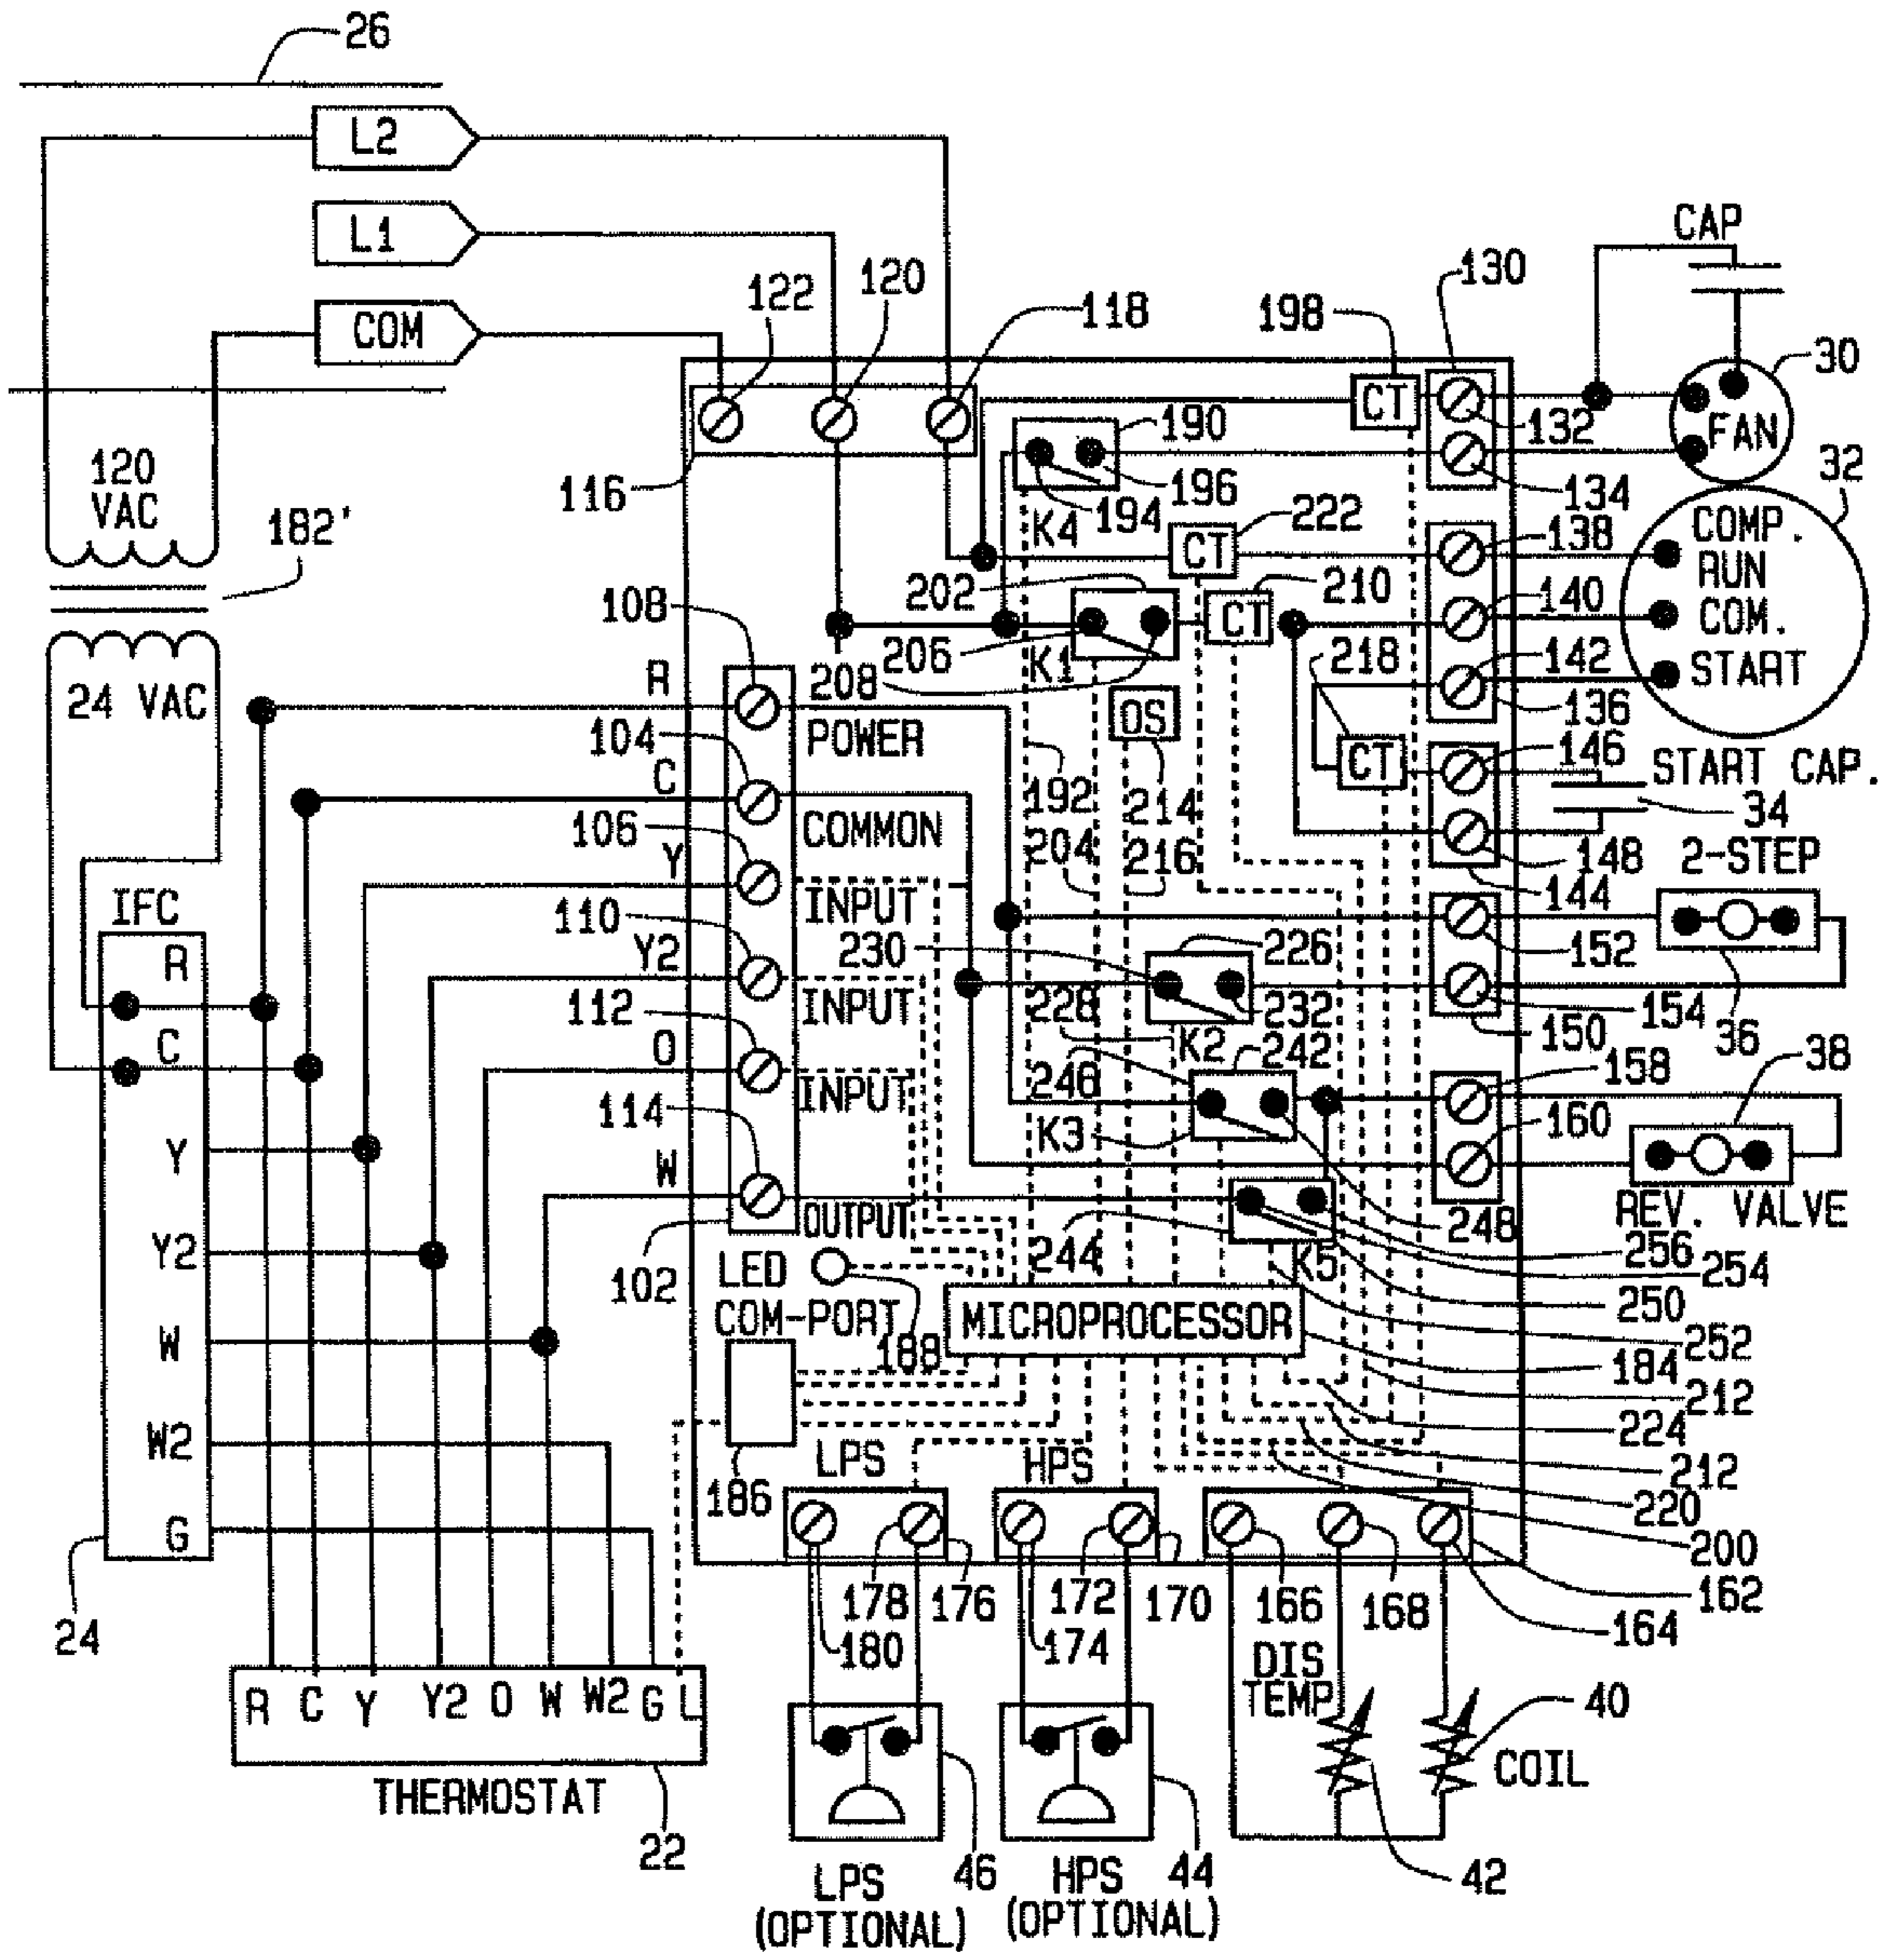 26
L2
L1
COM
120
VAC
182'
24 VAC
122
120
118
116
CAP
130
198
30
FAN
132
134
32
190
194
196
K4
222
CT
CT
138
COMP.
RUN
COM.
START
140
142
136
202
210
CT
206
K1
208
218
CT
OS
108
R
POWER
104
C
COMMON
106
Y
INPUT
110
Y2
INPUT
112
O
INPUT
114
W
OUTPUT
102
192
214
204
216
146
START CAP.
34
148
144
2-STEP
152
154
150
36
230
226
228
232
K2
242
246
K3
158
38
160
REV. VALVE
248
244
K5
256
254
250
252
184
212
224
212
220
200
162
164
LED
COM-PORT
188
MICROPROCESSOR
186
LPS
HPS
178
176
180
172
170
174
166
168
DIS
TEMP
40
COIL
42
IFC
R
C
Y
Y2
W
W2
G
24
R C Y Y2 O W W2 G L
THERMOSTAT
22
46
LPS
(OPTIONAL)
44
HPS
(OPTIONAL)